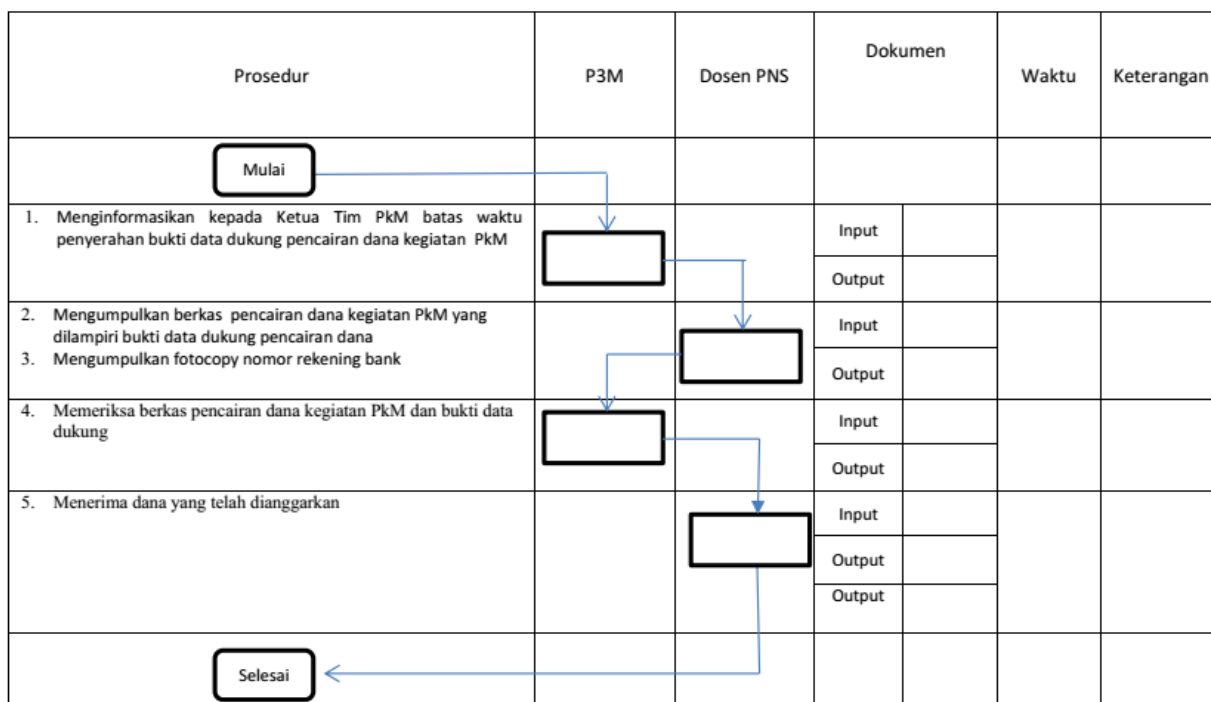 Prosedur
P3M
Dosen PNS
Dokumen
Waktu
Keterangan
Mulai
1. Menginformasikan kepada Ketua Tim PkM batas waktu
penyerahan bukti data dukung pencairan dana kegiatan PkM
Input
Output
2. Mengumpulkan berkas pencairan dana kegiatan PkM yang
dilampiri bukti data dukung pencairan dana
3. Mengumpulkan fotocopy nomor rekening bank
Input
Output
4. Memeriksa berkas pencairan dana kegiatan PkM dan bukti data
dukung
Input
Output
5. Menerima dana yang telah dianggarkan
Input
Output
Output
Selesai